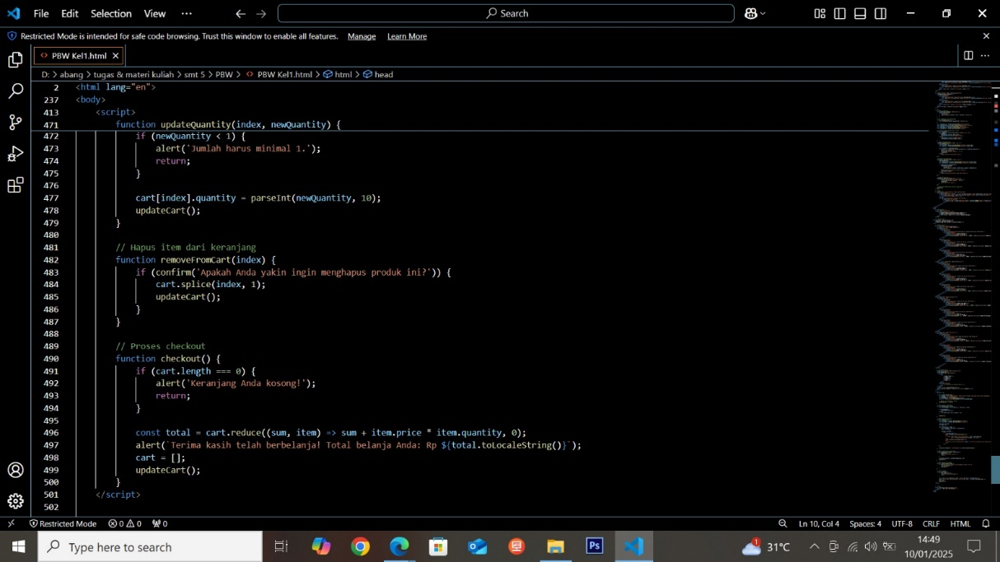 File Edit Selection View ··· Search
Restricted Mode is intended for safe code browsing. Trust this window to enable all features. Manage Learn More
PBW Kel1.html
D: > abang > tugas & materi kuliah > smt 5 > PBW > PBW Kel1.html > html > head
2 <html lang="en">
237 <body>
413 <script>
471 function updateQuantity(index, newQuantity) {
472 if (newQuantity < 1) {
473 alert('Jumlah harus minimal 1.');
474 return;
475 }
476
477 cart[index].quantity = parseInt(newQuantity, 10);
478 updateCart();
479 }
480
481 // Hapus item dari keranjang
482 function removeFromCart(index) {
483 if (confirm('Apakah Anda yakin ingin menghapus produk ini?')) {
484 cart.splice(index, 1);
485 updateCart();
486 }
487 }
488
489 // Proses checkout
490 function checkout() {
491 if (cart.length === 0) {
492 alert('Keranjang Anda kosong!');
493 return;
494 }
495
496 const total = cart.reduce((sum, item) => sum + item.price * item.quantity, 0);
497 alert(`Terima kasih telah berbelanja! Total belanja Anda: Rp ${total.toLocaleString()}`);
498 cart = [];
499 updateCart();
500 }
501 </script>
502
Restricted Mode 0 0 0 Ln 10, Col 4 Spaces: 4 UTF-8 CRLF HTML
Type here to search Ps 1 31°C 14:49
10/01/2025